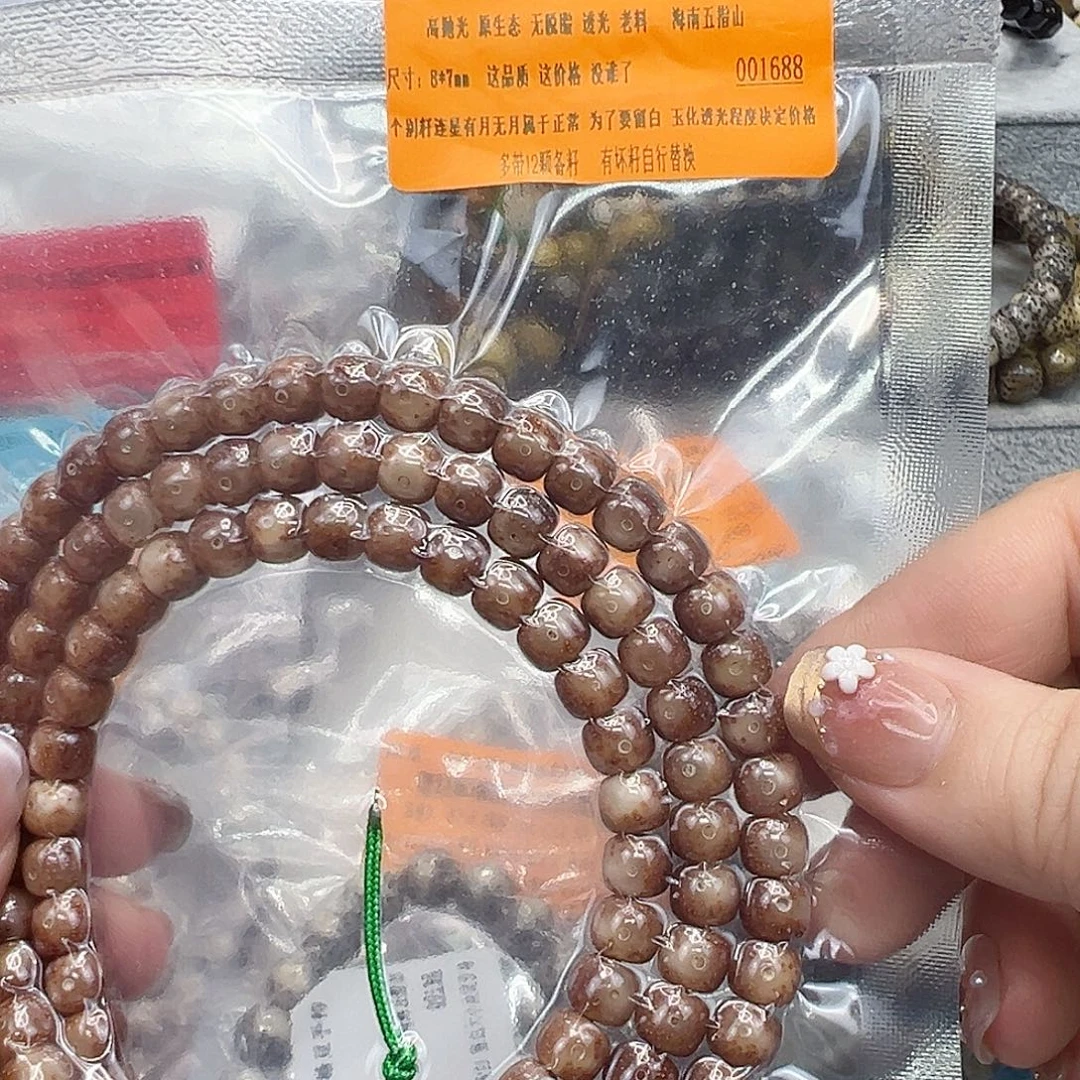 高抛光 原生态 无脱脂 透光 老料 海南五指山
尺寸：8*7mm 这品质 这价格 没谁了 001688
个别籽连星有月无月属于正常 为了要留白 玉化透光程度决定价格
多带12颗备籽 有坏籽自行替换